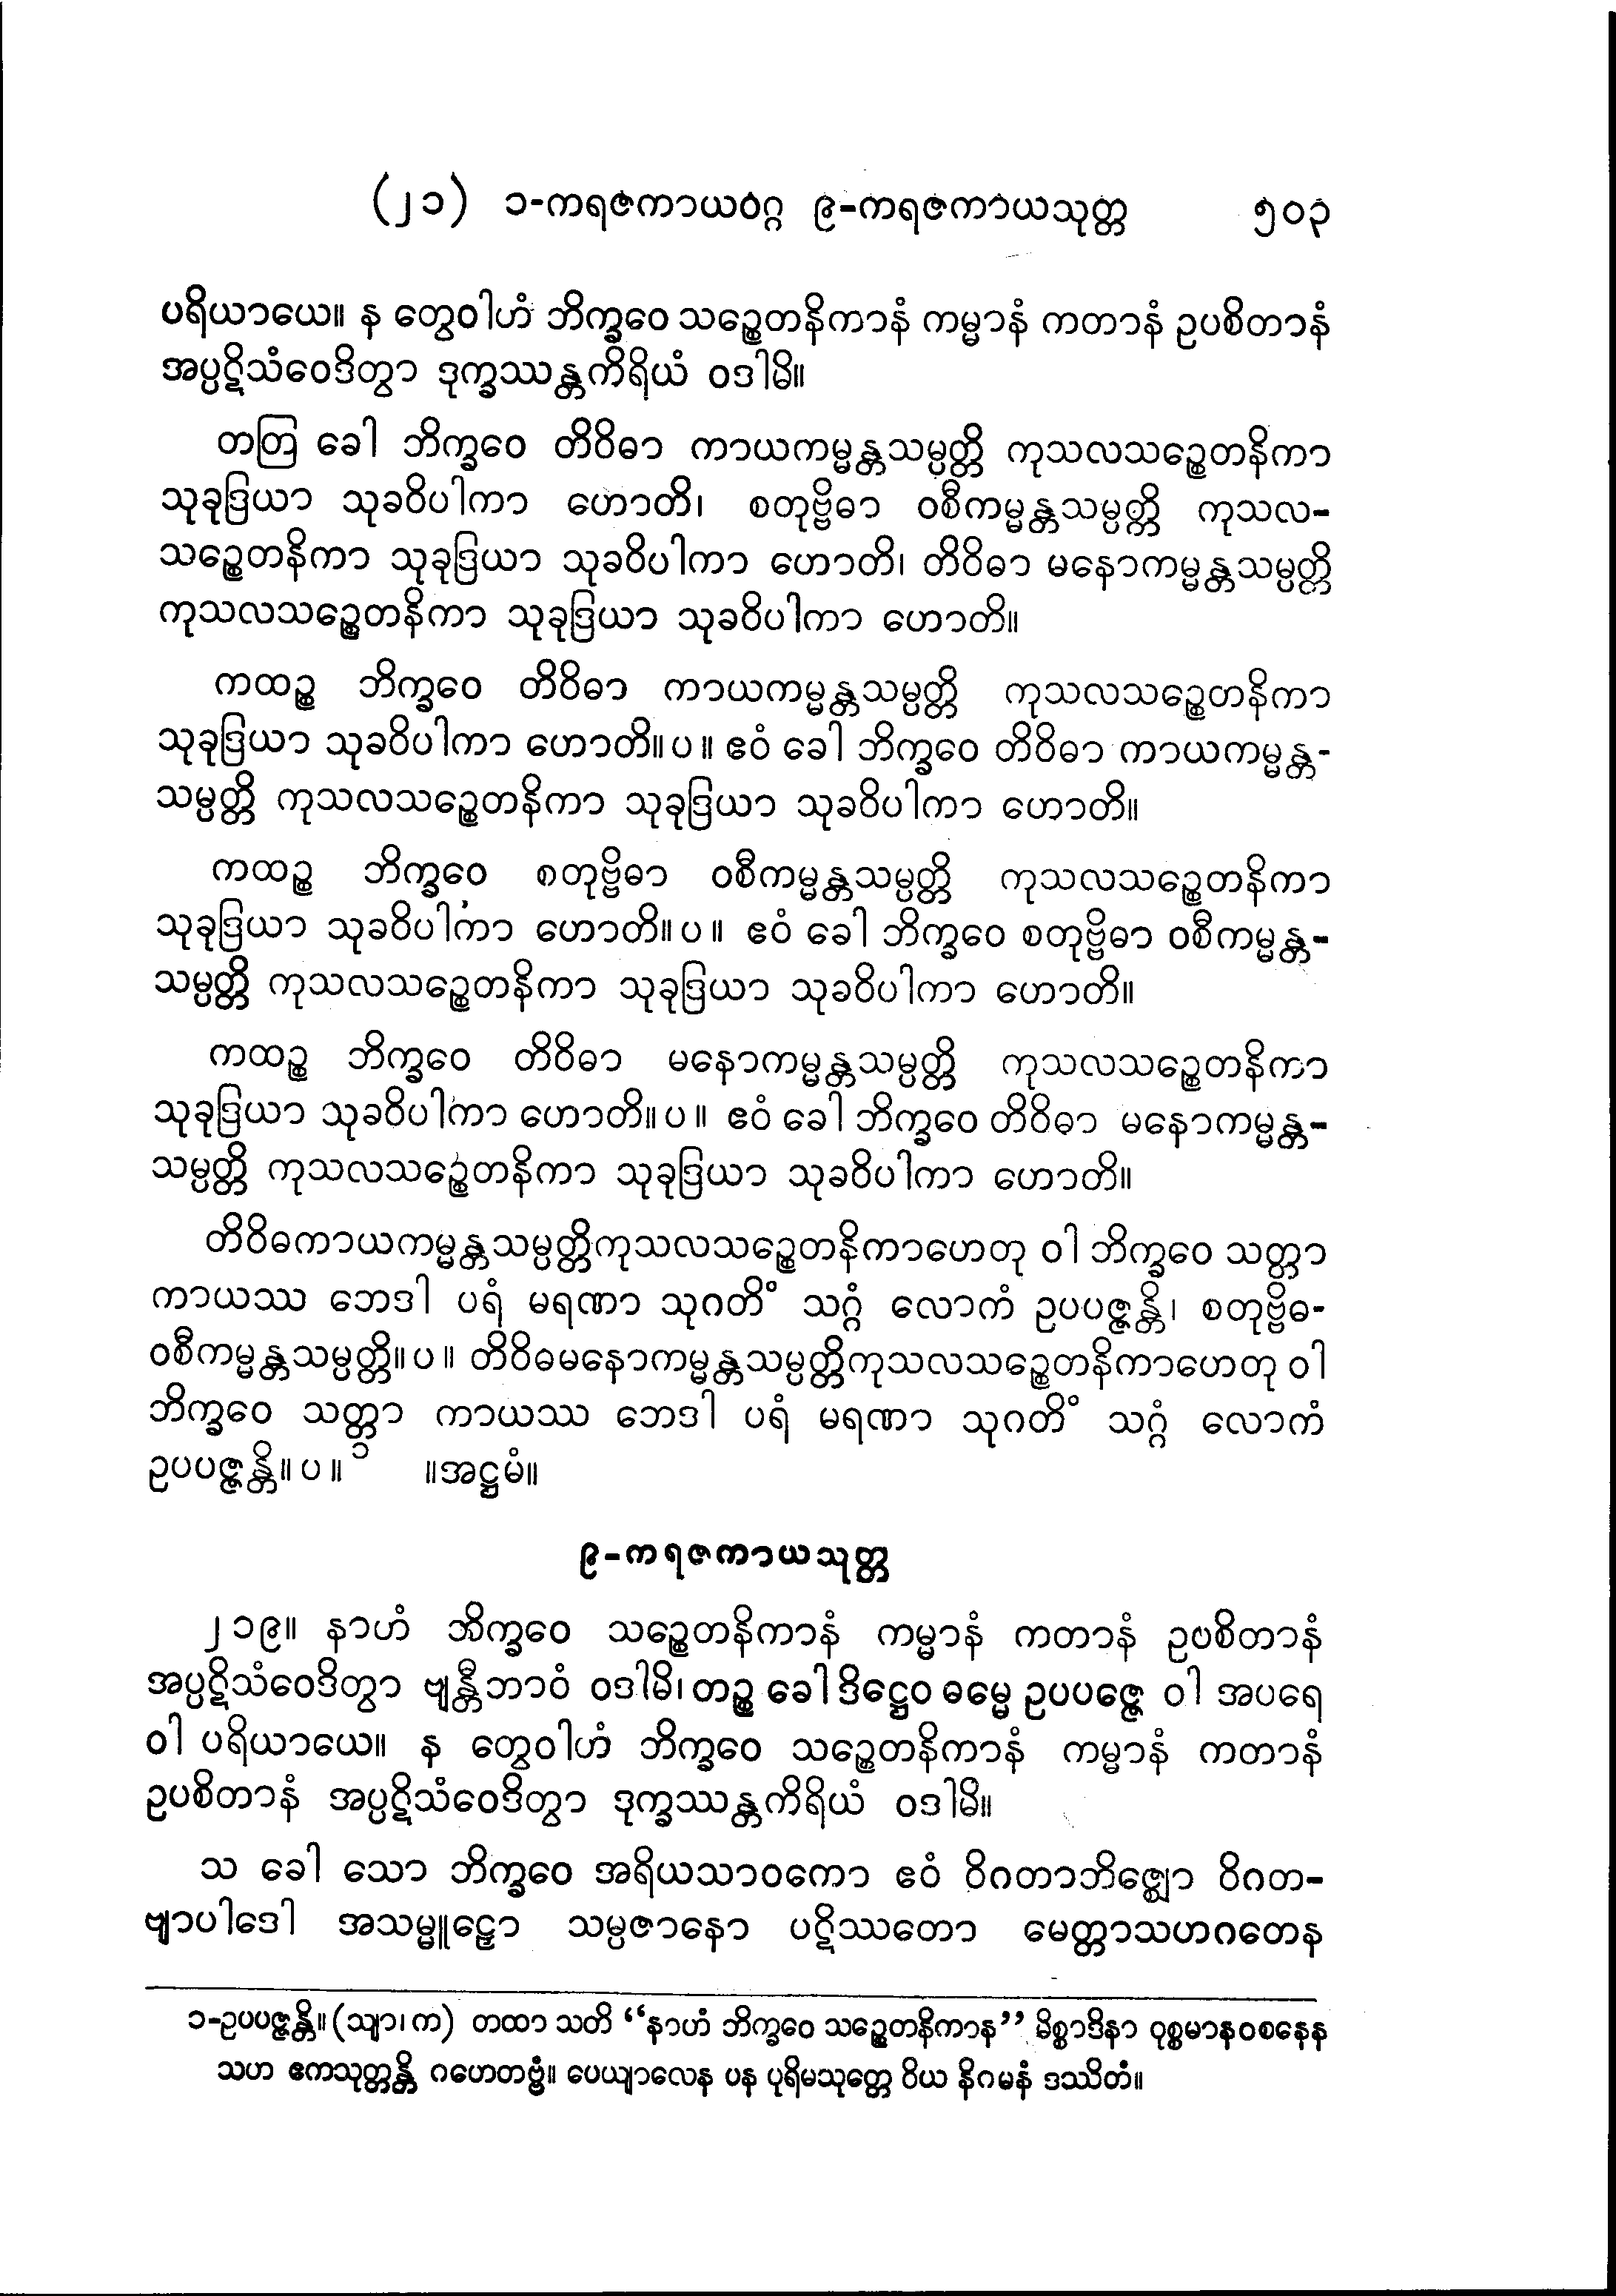 (၂၁) ၁-ကရဇကာယဝဂ္ဂ ၉-ကရဇကာယသုတ္တ ၅၀၃
ပရိယာယေ။ န တွေဝါဟံ ဘိက္ခဝေ သဉ္စေတနိကာနံ ကမ္မာနံ ကတာနံ ဥပစိတာနံ
အပ္ပဋိသံဝေဒိတွာ ဒုက္ခဿန္တကိရိယံ ဝဒါမိ။
တတြ ခေါ ဘိက္ခဝေ တိဝိဓာ ကာယကမ္မန္တသမ္ပတ္တိ ကုသလသဉ္စေတနိကာ
သုခုဒြယာ သုခဝိပါကာ ဟောတိ၊ စတုဗ္ဗိဓာ ဝစီကမ္မန္တသမ္ပတ္တိ ကုသလ-
သဉ္စေတနိကာ သုခုဒြယာ သုခဝိပါကာ ဟောတိ၊ တိဝိဓာ မနောကမ္မန္တသမ္ပတ္တိ
ကုသလသဉ္စေတနိကာ သုခုဒြယာ သုခဝိပါကာ ဟောတိ။
ကထဉ္စ ဘိက္ခဝေ တိဝိဓာ ကာယကမ္မန္တသမ္ပတ္တိ ကုသလသဉ္စေတနိကာ
သုခုဒြယာ သုခဝိပါကာ ဟောတိ။ပ။ ဧဝံ ခေါ ဘိက္ခဝေ တိဝိဓာ ကာယကမ္မန္တ-
သမ္ပတ္တိ ကုသလသဉ္စေတနိကာ သုခုဒြယာ သုခဝိပါကာ ဟောတိ။
ကထဉ္စ ဘိက္ခဝေ စတုဗ္ဗိဓာ ဝစီကမ္မန္တသမ္ပတ္တိ ကုသလသဉ္စေတနိကာ
သုခုဒြယာ သုခဝိပါကာ ဟောတိ။ပ။ ဧဝံ ခေါ ဘိက္ခဝေ စတုဗ္ဗိဓာ ဝစီကမ္မန္တ-
သမ္ပတ္တိ ကုသလသဉ္စေတနိကာ သုခုဒြယာ သုခဝိပါကာ ဟောတိ။
ကထဉ္စ ဘိက္ခဝေ တိဝိဓာ မနောကမ္မန္တသမ္ပတ္တိ ကုသလသဉ္စေတနိကာ
သုခုဒြယာ သုခဝိပါကာ ဟောတိ။ပ။ ဧဝံ ခေါ ဘိက္ခဝေ တိဝိဓာ မနောကမ္မန္တ-
သမ္ပတ္တိ ကုသလသဉ္စေတနိကာ သုခုဒြယာ သုခဝိပါကာ ဟောတိ။
တိဝိဓကာယကမ္မန္တသမ္ပတ္တိကုသလသဉ္စေတနိကာဟေတု ဝါ ဘိက္ခဝေ သတ္တာ
ကာယဿ ဘေဒါ ပရံ မရဏာ သုဂတိံ သဂ္ဂံ လောကံ ဥပပဇ္ဇန္တိ၊ စတုဗ္ဗိဓ-
ဝစီကမ္မန္တသမ္ပတ္တိ။ပ။ တိဝိဓမနောကမ္မန္တသမ္ပတ္တိကုသလသဉ္စေတနိကာဟေတု ဝါ
ဘိက္ခဝေ သတ္တာ ကာယဿ ဘေဒါ ပရံ မရဏာ သုဂတိံ သဂ္ဂံ လောကံ
ဥပပဇ္ဇန္တိ။ပ။၁ ။အဋ္ဌမံ။
၉-ကရဇကာယသုတ္တ
၂၁၉။ နာဟံ ဘိက္ခဝေ သဉ္စေတနိကာနံ ကမ္မာနံ ကတာနံ ဥပစိတာနံ
အပ္ပဋိသံဝေဒိတွာ ဗျန္တီဘာဝံ ဝဒါမိ၊ တဉ္စ ခေါ ဒိဋ္ဌေဝ ဓမ္မေ ဥပပဇ္ဇေ ဝါ အပရေ
ဝါ ပရိယာယေ။ န တွေဝါဟံ ဘိက္ခဝေ သဉ္စေတနိကာနံ ကမ္မာနံ ကတာနံ
ဥပစိတာနံ အပ္ပဋိသံဝေဒိတွာ ဒုက္ခဿန္တကိရိယံ ဝဒါမိ။
သ ခေါ သော ဘိက္ခဝေ အရိယသာဝကော ဧဝံ ဝိဂတာဘိဇ္ဈော ဝိဂတ-
ဗျာပါဒေါ အသမ္မူဠှော သမ္ပဇာနော ပဋိဿတော မေတ္တာသဟဂတေန
၁-ဥပပဇ္ဇန္တိ။ (သျာ၊ က) တထာ သတိ “နာဟံ ဘိက္ခဝေ သဉ္စေတနိကာန” မိစ္စာဒိနာ ဝုစ္စမာနဝစနေန
သဟ ဧကသုတ္တန္တိ ဂဟေတဗ္ဗံ။ ပေယျာလေန ပန ပုရိမသုတ္တေ ဝိယ နိဂမနံ ဒဿိတံ။